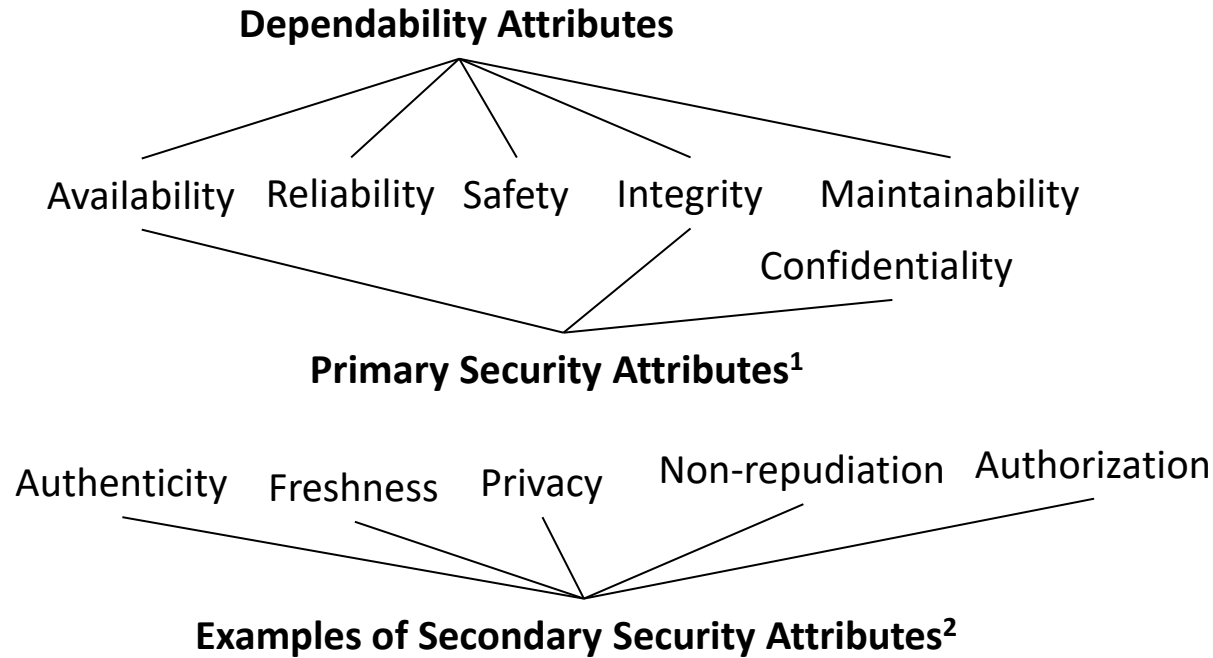 Dependability Attributes
Availability Reliability Safety Integrity Maintainability
Confidentiality
Primary Security Attributes¹
Authenticity Freshness Privacy Non-repudiation Authorization
Examples of Secondary Security Attributes²